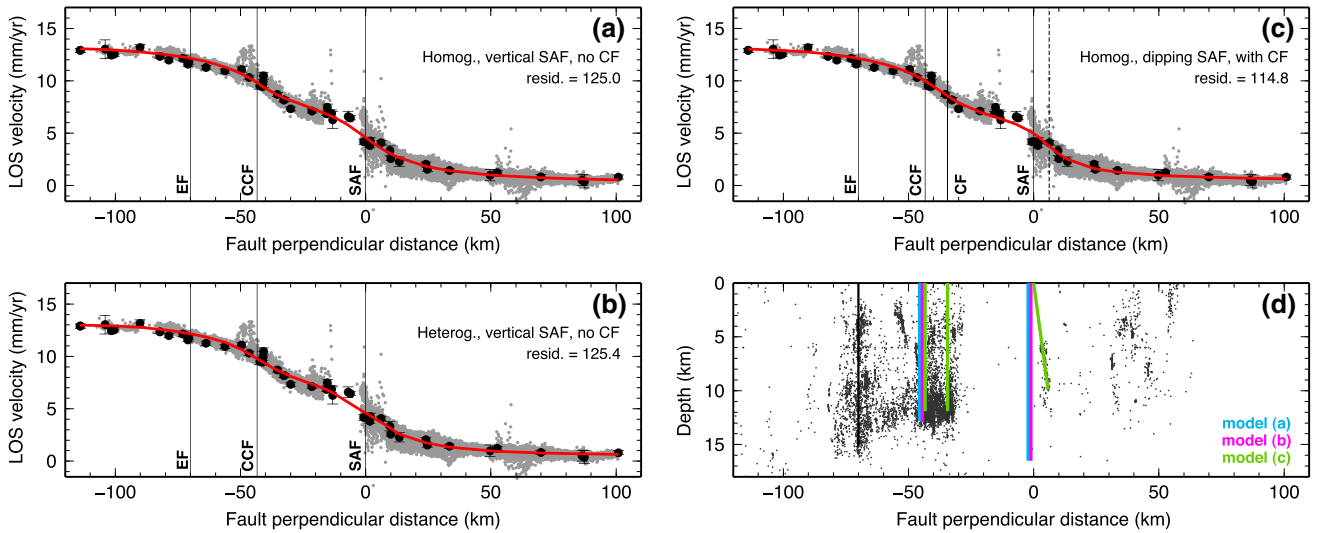 (a)
Homog., vertical SAF, no CF
resid. = 125.0
LOS velocity (mm/yr)
15
10
5
0
EF
CCF
SAF
−100
−50
0
50
100
Fault perpendicular distance (km)
(c)
Homog., dipping SAF, with CF
resid. = 114.8
LOS velocity (mm/yr)
15
10
5
0
EF
CCF
CF
SAF
−100
−50
0
50
100
Fault perpendicular distance (km)
(b)
Heterog., vertical SAF, no CF
resid. = 125.4
LOS velocity (mm/yr)
15
10
5
0
EF
CCF
SAF
−100
−50
0
50
100
Fault perpendicular distance (km)
(d)
Depth (km)
0
5
10
15
model (a)
model (b)
model (c)
−100
−50
0
50
100
Fault perpendicular distance (km)